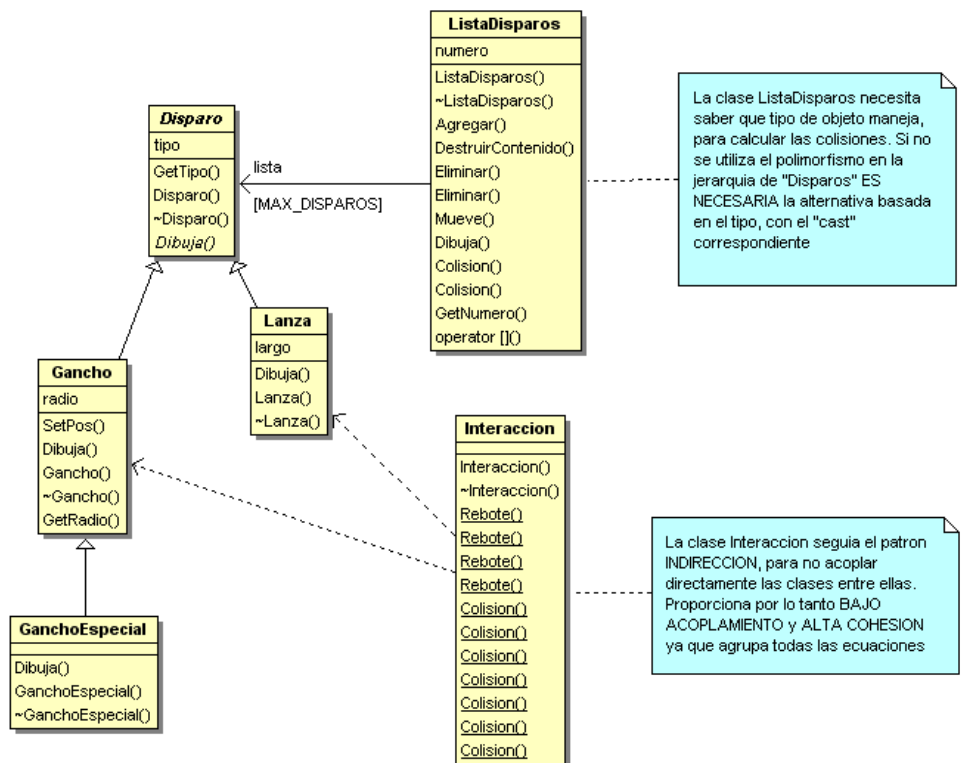 ListaDisparos
numero
ListaDisparos()
~ListaDisparos()
Agregar()
DestruirContenido()
Eliminar()
Eliminar()
Mueve()
Dibuja()
Colision()
Colision()
GetNumero()
operator []()
La clase ListaDisparos necesita
saber que tipo de objeto maneja,
para calcular las colisiones. Si no
se utiliza el polimorfismo en la
jerarquia de "Disparos" ES
NECESARIA la alternativa basada
en el tipo, con el "cast"
correspondiente
Disparo
tipo
GetTipo()
Disparo()
~Disparo()
Dibuja()
lista
[MAX_DISPAROS]
Lanza
largo
Dibuja()
Lanza()
~Lanza()
Gancho
radio
SetPos()
Dibuja()
Gancho()
~Gancho()
GetRadio()
GanchoEspecial
Dibuja()
GanchoEspecial()
~GanchoEspecial()
Interaccion
Interaccion()
~Interaccion()
Rebote()
Rebote()
Rebote()
Rebote()
Colision()
Colision()
Colision()
Colision()
Colision()
Colision()
Colision()
La clase Interaccion seguia el patron
INDIRECCION, para no acoplar
directamente las clases entre ellas.
Proporciona por lo tanto BAJO
ACOPLAMIENTO y ALTA COHESION
ya que agrupa todas las ecuaciones